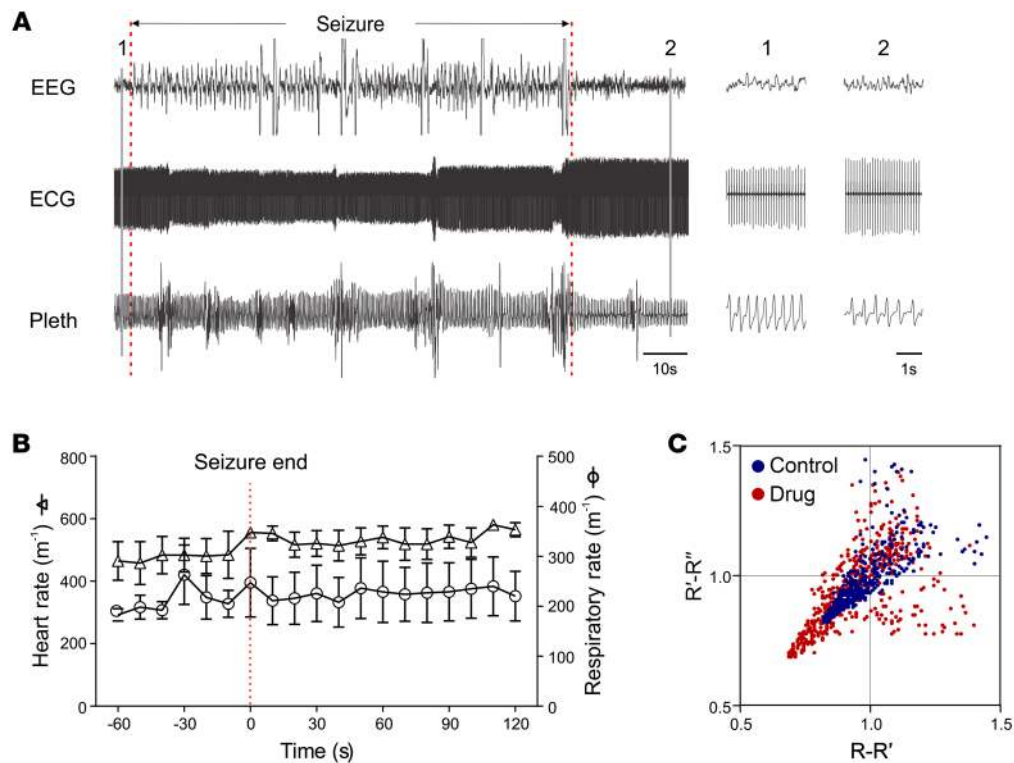 A
Seizure
1
2
1
2
EEG
ECG
Pleth
10s
1s
B
Seizure end
800
600
400
200
0
Heart rate (m⁻¹)
500
400
300
200
100
0
Respiratory rate (m⁻¹)
-60
-30
0
30
60
90
120
Time (s)
C
Control
Drug
1.5
1.0
0.5
R'-R''
0.5
1.0
1.5
R-R'